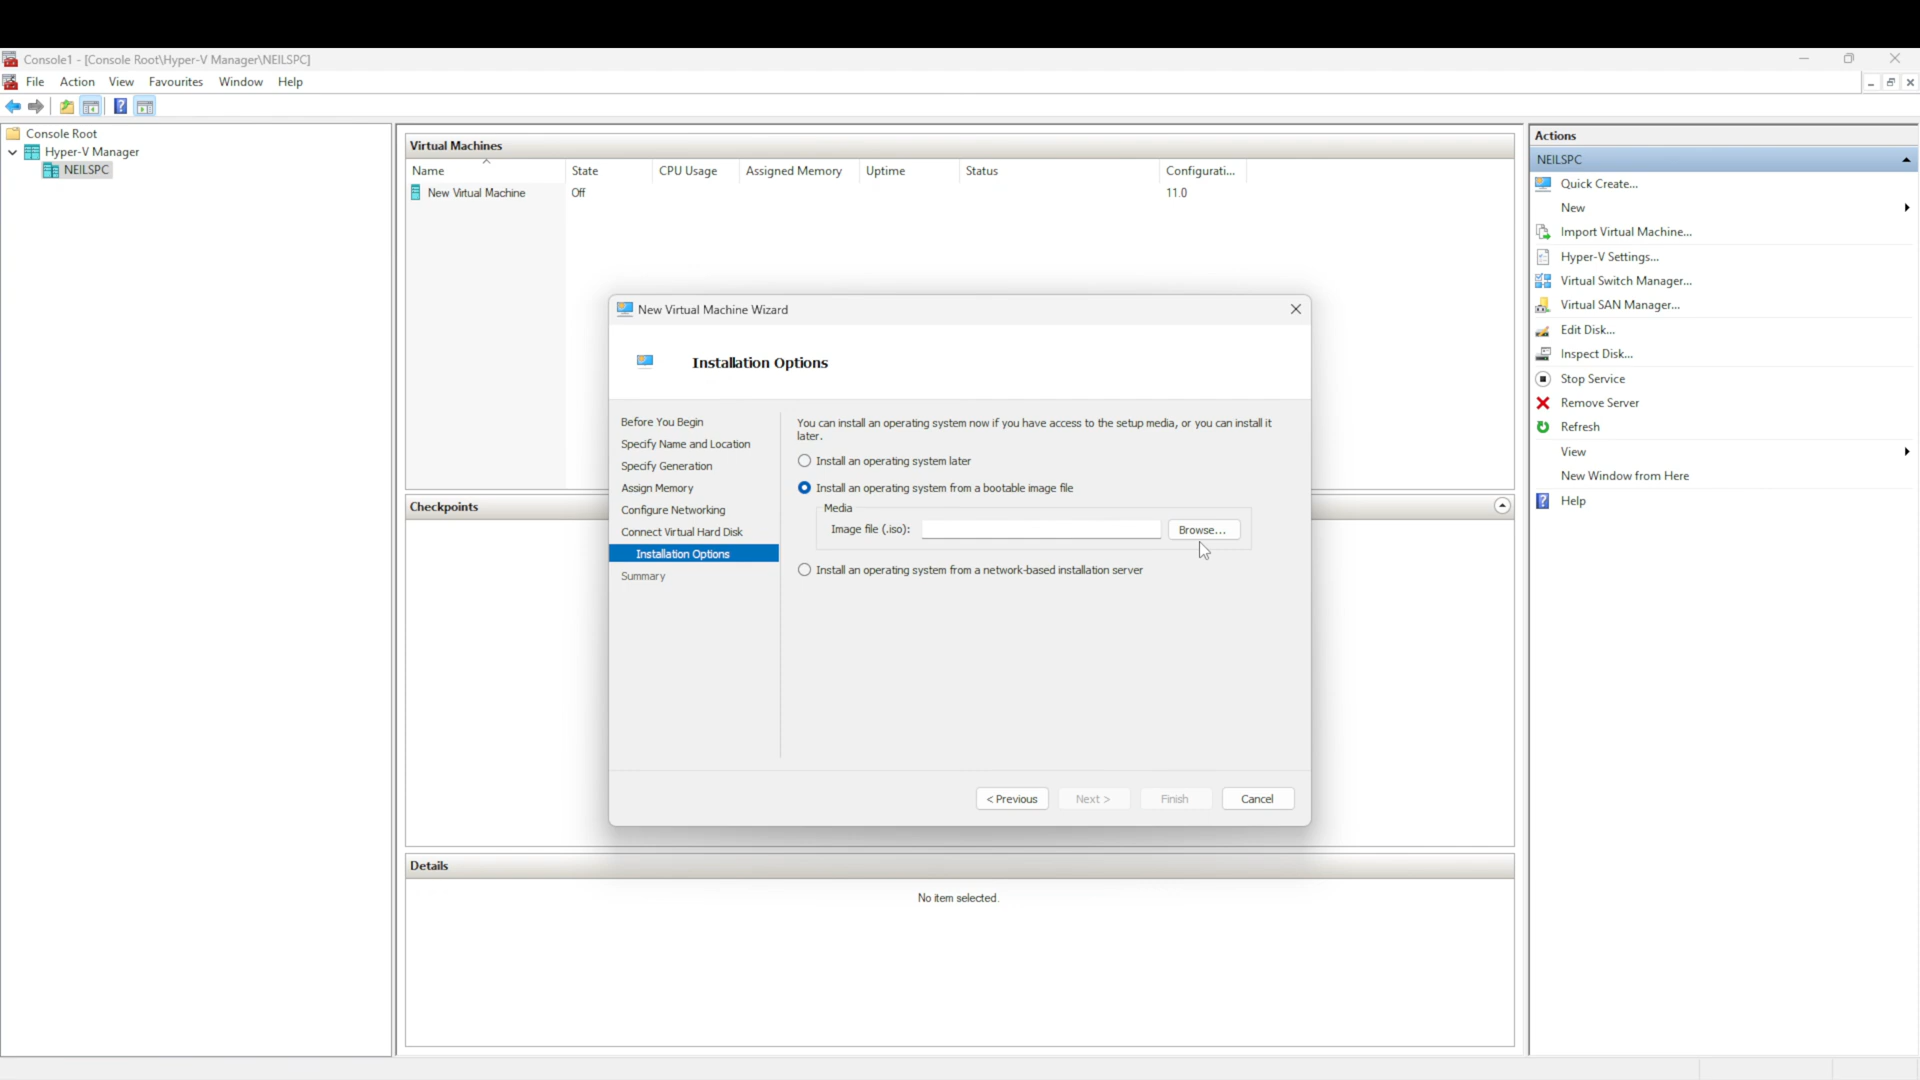 Console1 - [Console Root\Hyper-V Manager\NEILSPC]
File Action View Favourites Window Help
Console Root
Hyper-V Manager
NEILSPC
Virtual Machines
Name State CPU Usage Assigned Memory Uptime Status Configurati...
New Virtual Machine Off 11.0
New Virtual Machine Wizard
Installation Options
Before You Begin
Specify Name and Location
Specify Generation
Assign Memory
Configure Networking
Connect Virtual Hard Disk
Installation Options
Summary
You can install an operating system now if you have access to the setup media, or you can install it
later.
Install an operating system later
Install an operating system from a bootable image file
Media
Image file (.iso): Browse...
Install an operating system from a network-based installation server
< Previous Next > Finish Cancel
Checkpoints
Details
No item selected.
Actions
NEILSPC
Quick Create...
New
Import Virtual Machine...
Hyper-V Settings...
Virtual Switch Manager...
Virtual SAN Manager...
Edit Disk...
Inspect Disk...
Stop Service
Remove Server
Refresh
View
New Window from Here
Help